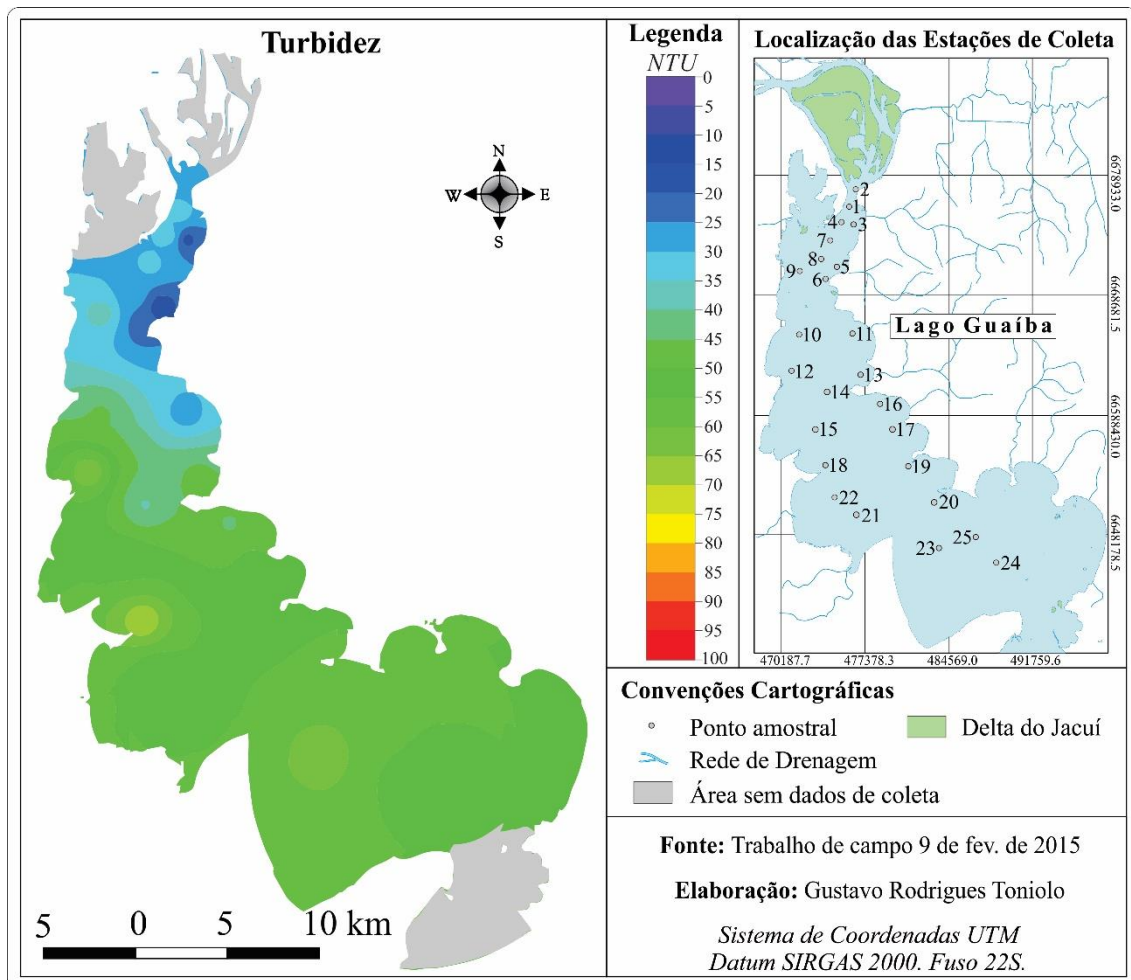 Turbidez
N
W
E
S
5 0 5 10 km
Legenda
NTU
0
5
10
15
20
25
30
35
40
45
50
55
60
65
70
75
80
85
90
95
100
Localização das Estações de Coleta
2
1
4 3
7
8 5
9 6
10 11
12 13
14 16
15 17
18 19
22 20
21
23 25
24
Lago Guaíba
6678933.0
6668681.5
66588430.0
6648178.5
470187.7 477378.3 484569.0 491759.6
Convenções Cartográficas
Ponto amostral
Delta do Jacuí
Rede de Drenagem
Área sem dados de coleta
Fonte: Trabalho de campo 9 de fev. de 2015
Elaboração: Gustavo Rodrigues Toniolo
Sistema de Coordenadas UTM
Datum SIRGAS 2000. Fuso 22S.